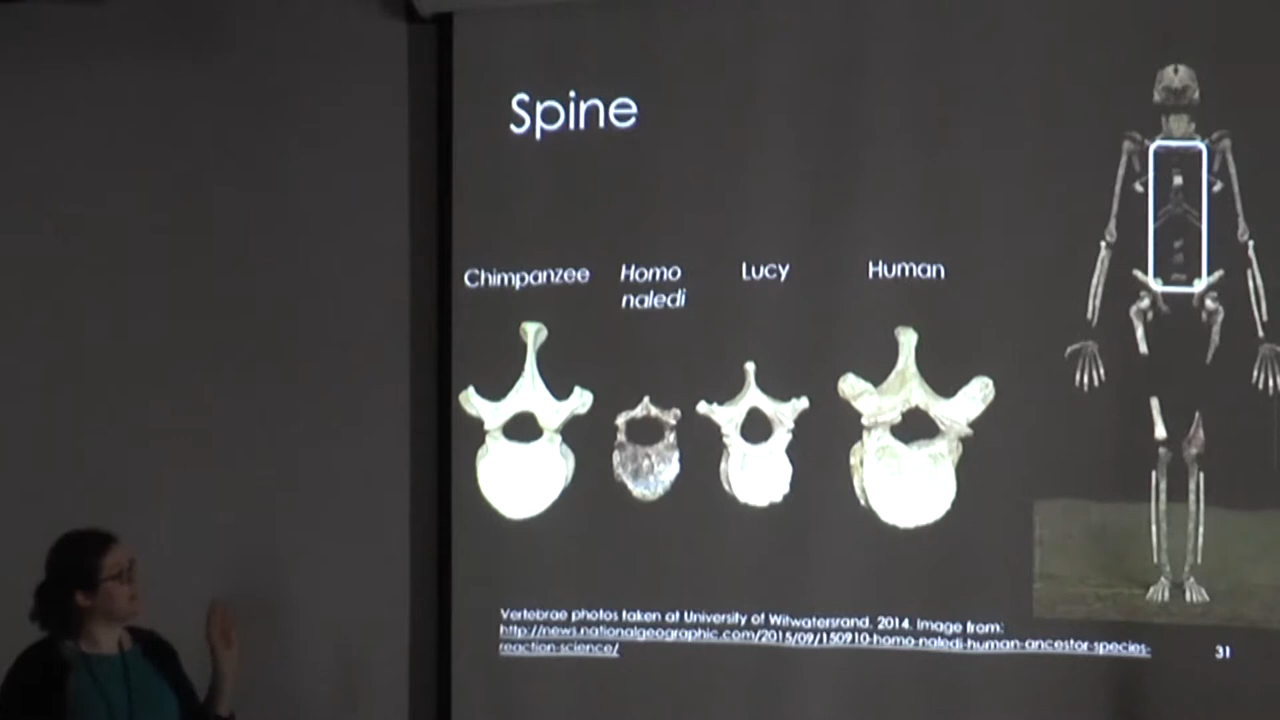 Spine
Chimpanzee
Homo
naledi
Lucy
Human
Vertebrae photos taken at University of Witwatersrand, 2014. Image from:
http://news.nationalgeographic.com/2015/09/150910-homo-naledi-human-ancestor-species-
reaction-science/
31